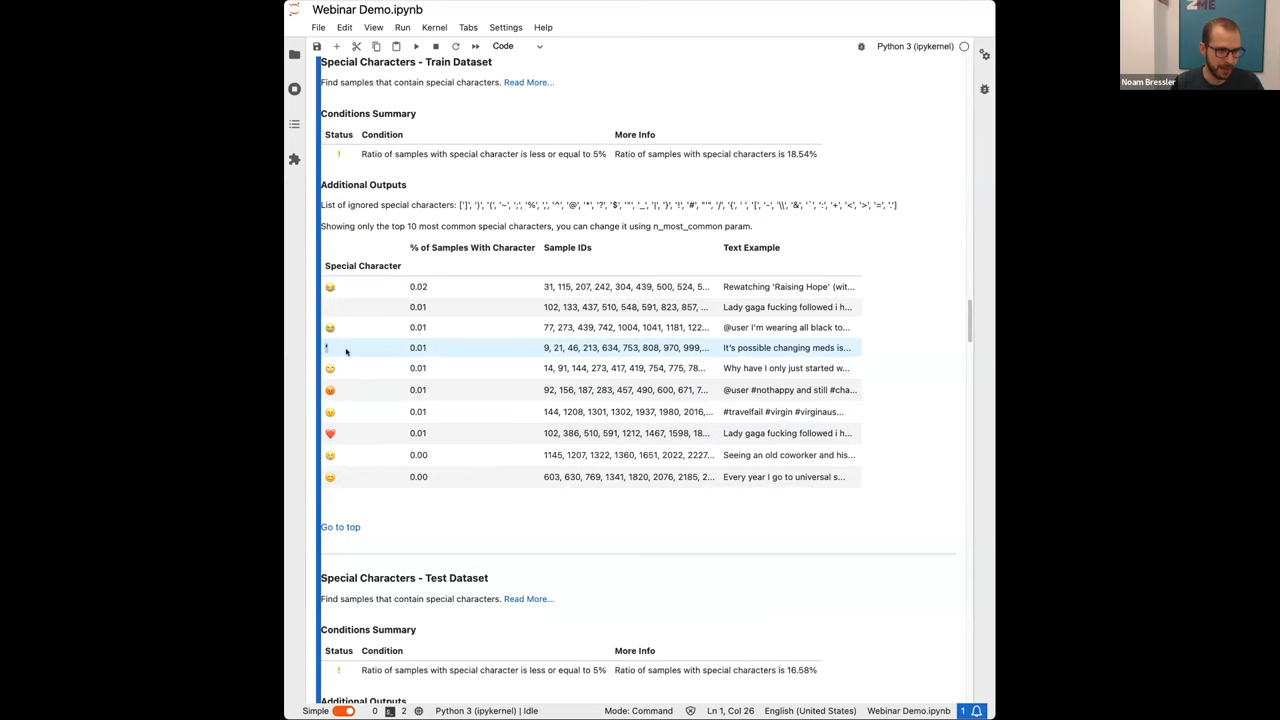 Webinar Demo.ipynb
File Edit View Run Kernel Tabs Settings Help
Code Python 3 (ipykernel)
Special Characters - Train Dataset
Find samples that contain special characters. Read More...
Conditions Summary
Status Condition More Info
! Ratio of samples with special character is less or equal to 5% Ratio of samples with special characters is 18.54%
Additional Outputs
Showing only the top 10 most common special characters, you can change it using n_most_common param.
% of Samples With Character Sample IDs Text Example
Special Character
😂 0.02 31, 115, 207, 242, 304, 439, 500, 524, 5... Rewatching 'Raising Hope' (wit...
0.01 102, 133, 437, 510, 548, 591, 823, 857, ... Lady gaga fucking followed i h...
😭 0.01 77, 273, 439, 742, 1004, 1041, 1181, 122... @user I'm wearing all black to...
0.01 9, 21, 46, 213, 634, 753, 808, 970, 999,... It's possible changing meds is...
0.01 14, 91, 144, 273, 417, 419, 754, 775, 78... Why have I only just started w...
😡 0.01 92, 156, 187, 283, 457, 490, 600, 671, 7... @user #nothappy and still #cha...
0.01 144, 1208, 1301, 1302, 1937, 1980, 2016,... #travelfail #virgin #virginaus...
❤ 0.01 102, 386, 510, 591, 1212, 1467, 1598, 18... Lady gaga fucking followed i h...
0.00 1145, 1207, 1322, 1360, 1651, 2022, 2227... Seeing an old coworker and his...
😊 0.00 603, 630, 769, 1341, 1820, 2076, 2185, 2... Every year I go to universal s...
Go to top
Special Characters - Test Dataset
Find samples that contain special characters. Read More...
Conditions Summary
Status Condition More Info
! Ratio of samples with special character is less or equal to 5% Ratio of samples with special characters is 16.58%
Additional Outputs
Simple 0 2 Python 3 (ipykernel) | Idle Mode: Command Ln 1, Col 26 English (United States) Webinar Demo.ipynb 1
Noam Bressler